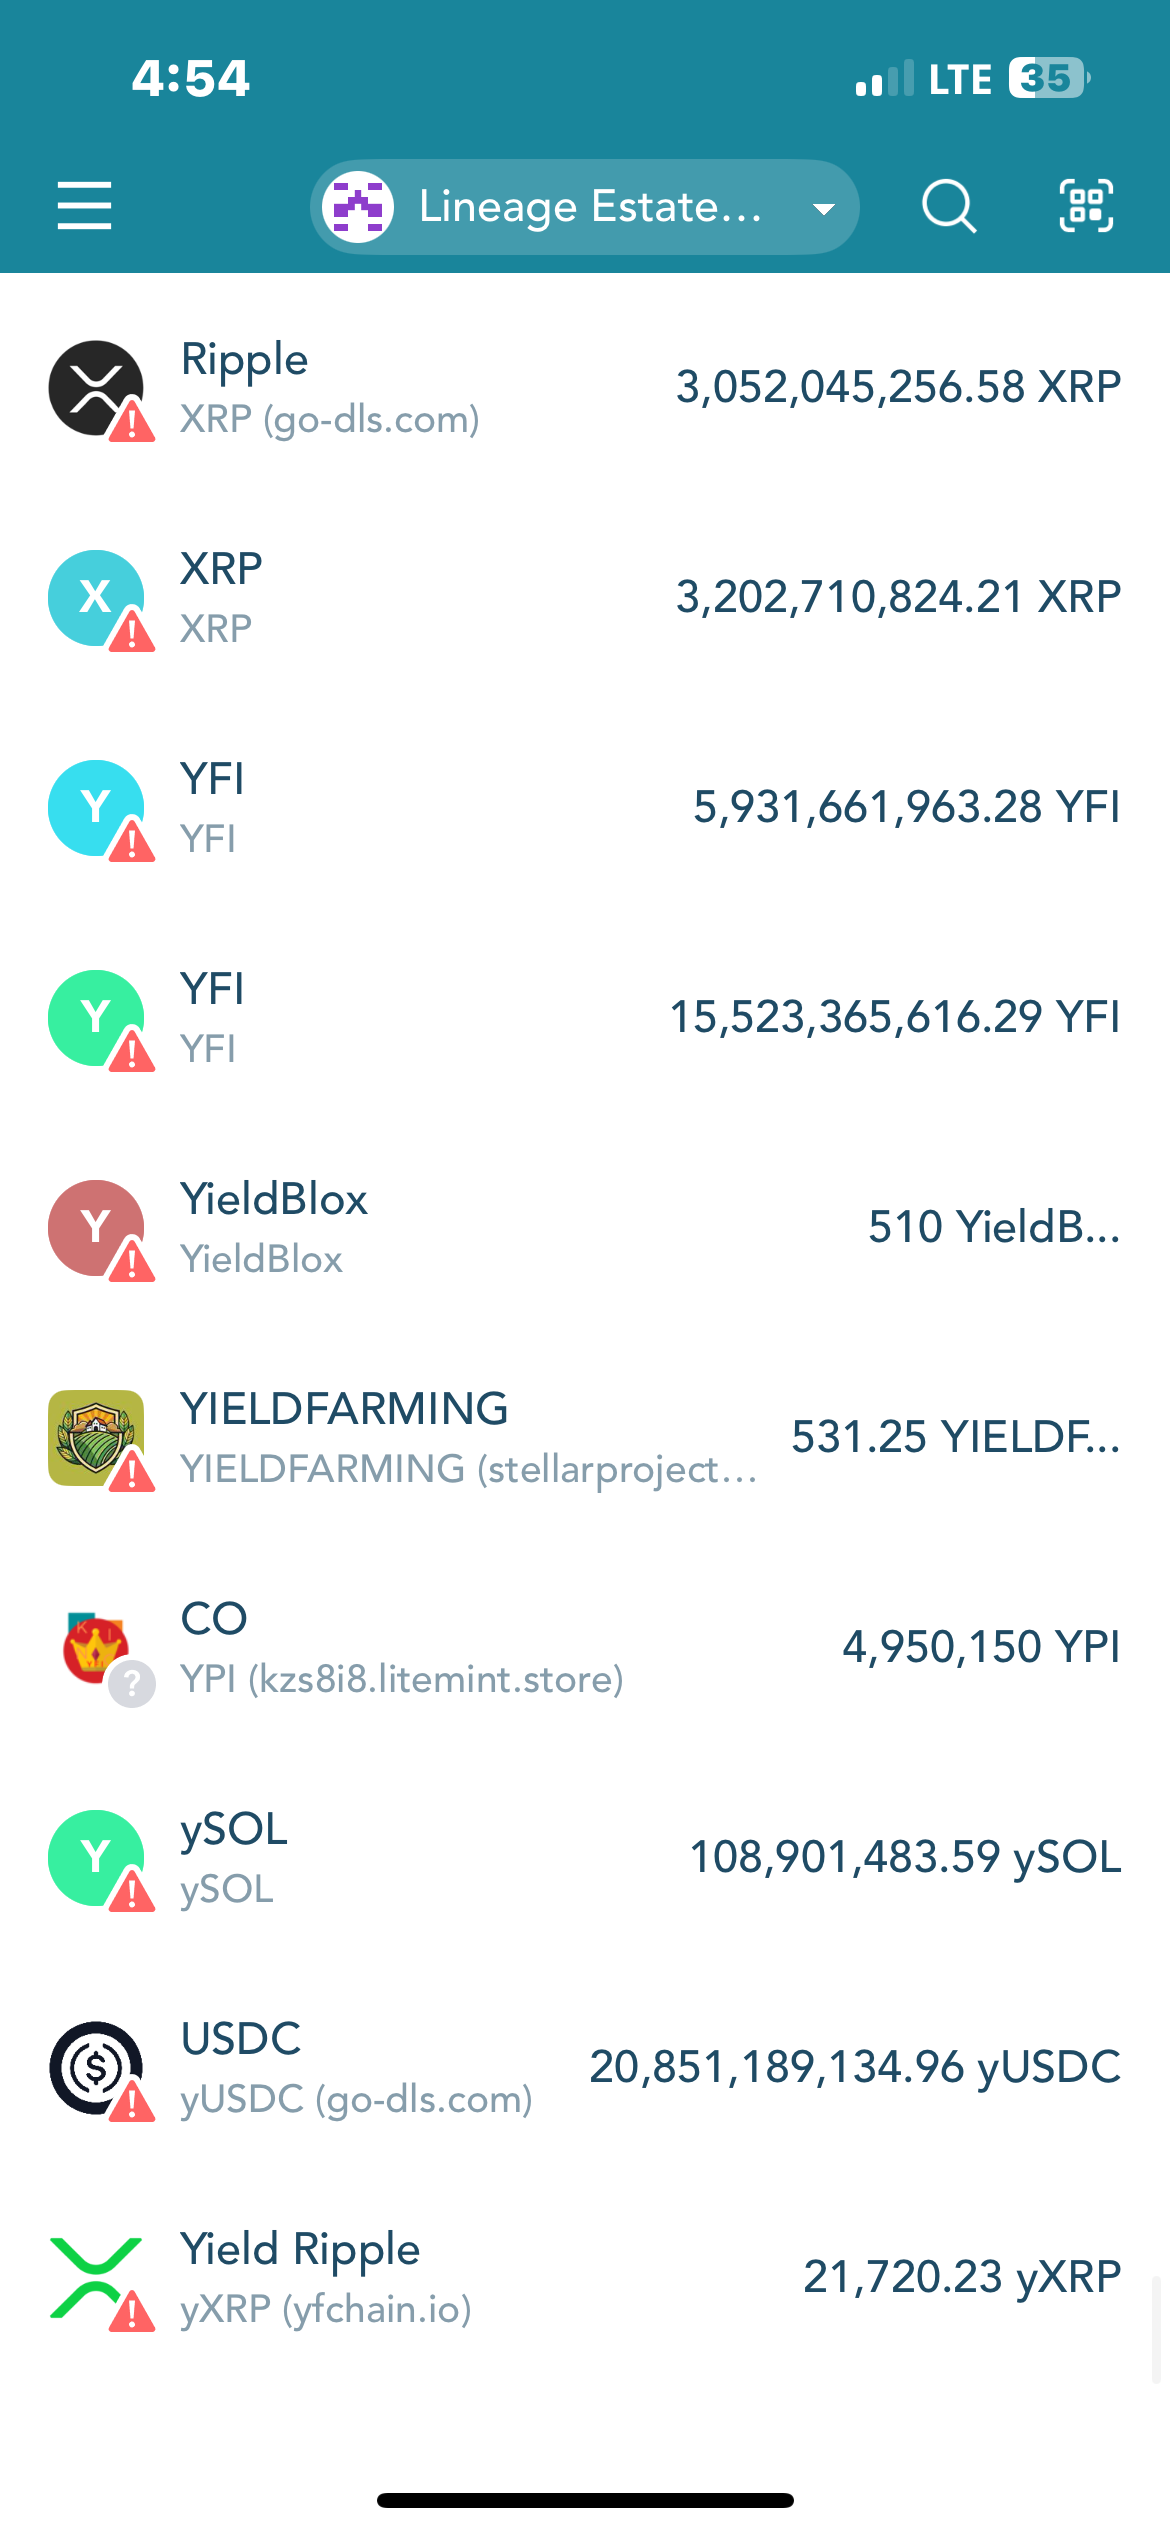 4:54
LTE 35
Lineage Estate...
Ripple
3,052,045,256.58 XRP
XRP (go-dls.com)
X
XRP
3,202,710,824.21 XRP
XRP
Y
YFI
5,931,661,963.28 YFI
YFI
Y
YFI
15,523,365,616.29 YFI
YFI
Y
YieldBlox
510 YieldB...
YieldBlox
YIELDFARMING
531.25 YIELDF...
YIELDFARMING (stellarproject...
K I
CO
4,950,150 YPI
YPI (kzs8i8.litemint.store)
?
Y
ySOL
108,901,483.59 ySOL
ySOL
$
USDC
20,851,189,134.96 yUSDC
yUSDC (go-dls.com)
Yield Ripple
21,720.23 yXRP
yXRP (yfchain.io)